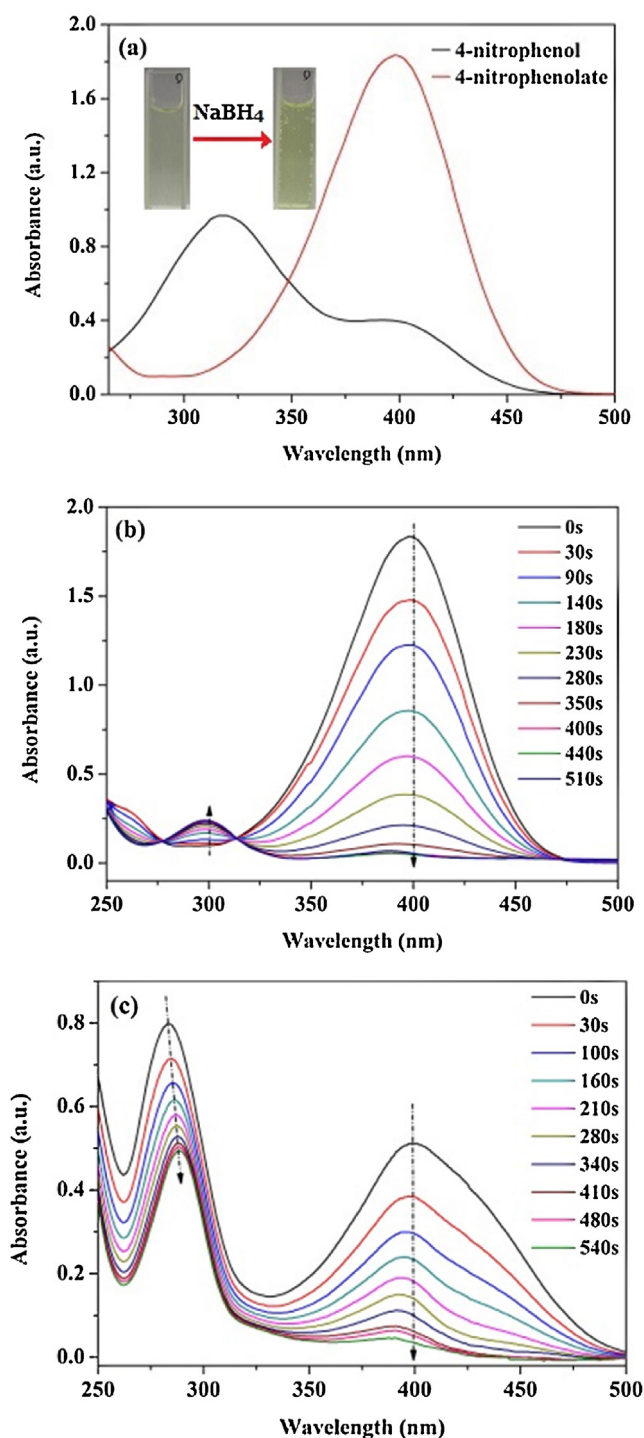 (a)
4-nitrophenol
4-nitrophenolate
NaBH4
Absorbance (a.u.)
2.0
1.6
1.2
0.8
0.4
0.0
300
350
400
450
500
Wavelength (nm)
(b)
0s
30s
90s
140s
180s
230s
280s
350s
400s
440s
510s
Absorbance (a.u.)
2.0
1.5
1.0
0.5
0.0
250
300
350
400
450
500
Wavelength (nm)
(c)
0s
30s
100s
160s
210s
280s
340s
410s
480s
540s
Absorbance (a.u.)
0.8
0.6
0.4
0.2
0.0
250
300
350
400
450
500
Wavelength (nm)